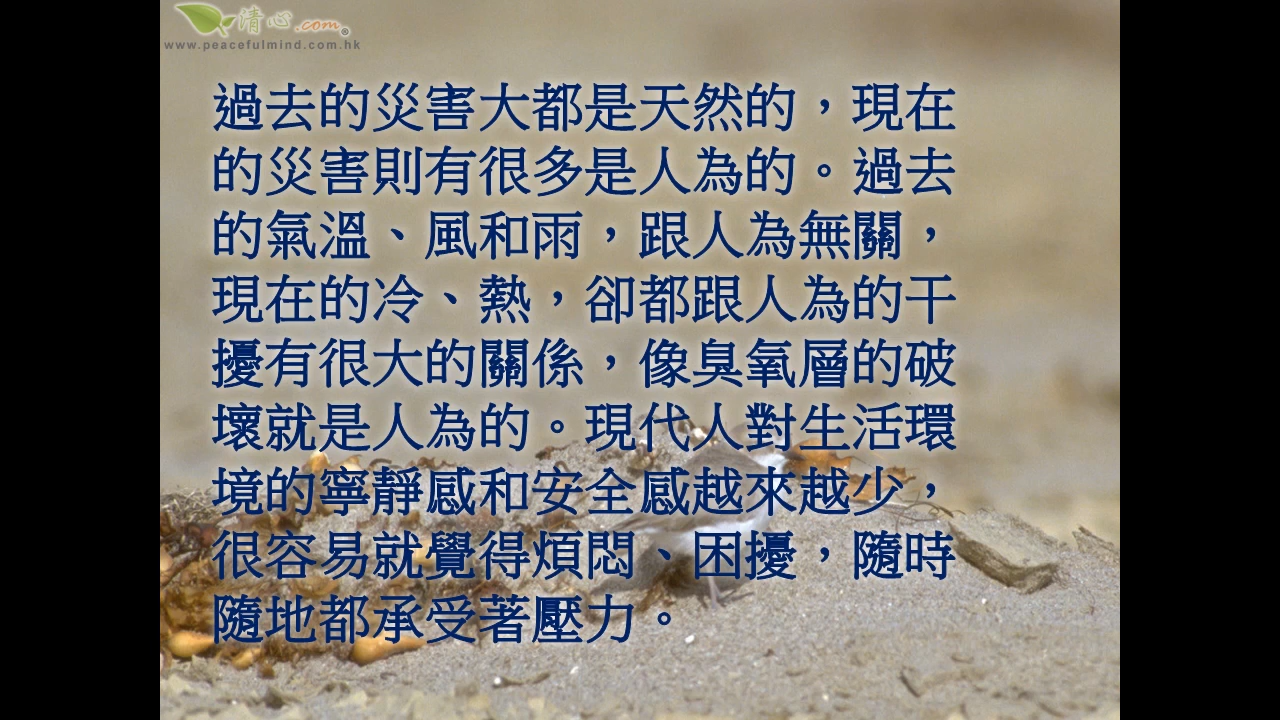 清心.com®
www.peacefulmind.com.hk
過去的災害大都是天然的，現在
的災害則有很多是人為的。過去
的氣溫、風和雨，跟人為無關，
現在的冷、熱，卻都跟人為的干
擾有很大的關係，像臭氧層的破
壞就是人為的。現代人對生活環
境的寧靜感和安全感越來越少，
很容易就覺得煩悶、困擾，隨時
隨地都承受著壓力。